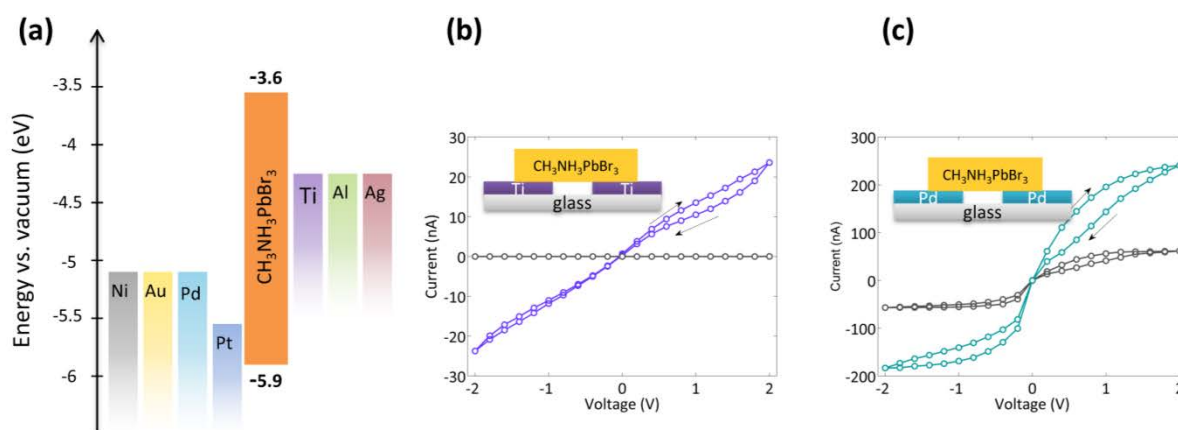 (a)
Energy vs. vacuum (eV)
-3.5
-4
-4.5
-5
-5.5
-6
Ni
Au
Pd
Pt
-3.6
CH₃NH₃PbBr₃
-5.9
Ti
Al
Ag
(b)
Current (nA)
30
20
10
0
-10
-20
-30
-2
-1
0
1
2
Voltage (V)
CH₃NH₃PbBr₃
Ti
Ti
glass
(c)
Current (nA)
300
200
100
0
-100
-200
-2
-1
0
1
2
Voltage (V)
CH₃NH₃PbBr₃
Pd
Pd
glass